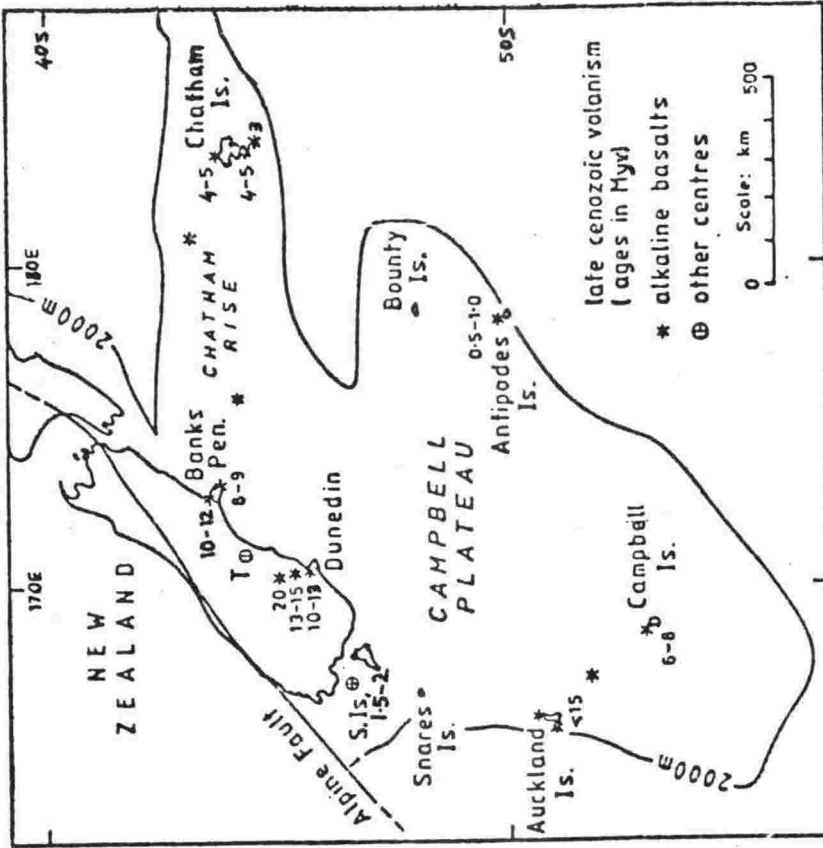 170E
180E
40S
50S
NEW
ZEALAND
2000m
Alpine Fault
Banks
Pen.
10-12
8-9
CHATHAM
RISE
Chatham
Is.
4-5
4-5
3
T
20
13-15
10-13
Dunedin
S.Is,
1·5-2
Snares
Is.
CAMPBELL
PLATEAU
Bounty
Is.
0·5-1·0
Antipodes
Is.
Auckland
Is.
<15
6-8
Campbell
Is.
2000m
late cenozoic volanism
( ages in Myr)
* alkaline basalts
⊕ other centres
Scale: km
0 500